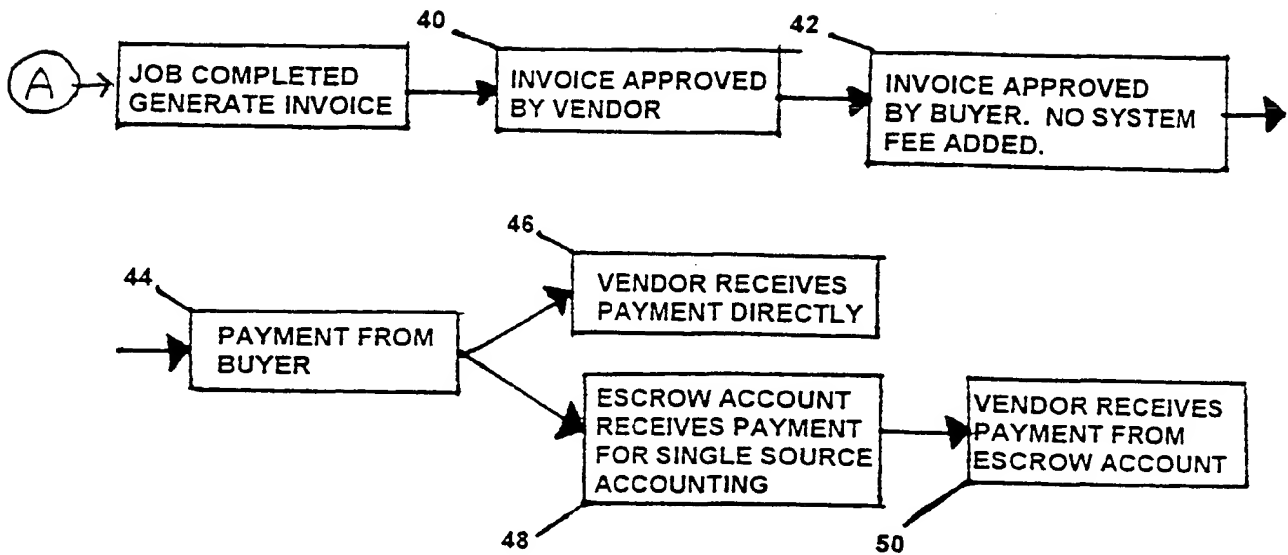 40
42
A
JOB COMPLETED
GENERATE INVOICE
INVOICE APPROVED
BY VENDOR
INVOICE APPROVED
BY BUYER. NO SYSTEM
FEE ADDED.
44
PAYMENT FROM
BUYER
46
VENDOR RECEIVES
PAYMENT DIRECTLY
ESCROW ACCOUNT
RECEIVES PAYMENT
FOR SINGLE SOURCE
ACCOUNTING
48
VENDOR RECEIVES
PAYMENT FROM
ESCROW ACCOUNT
50